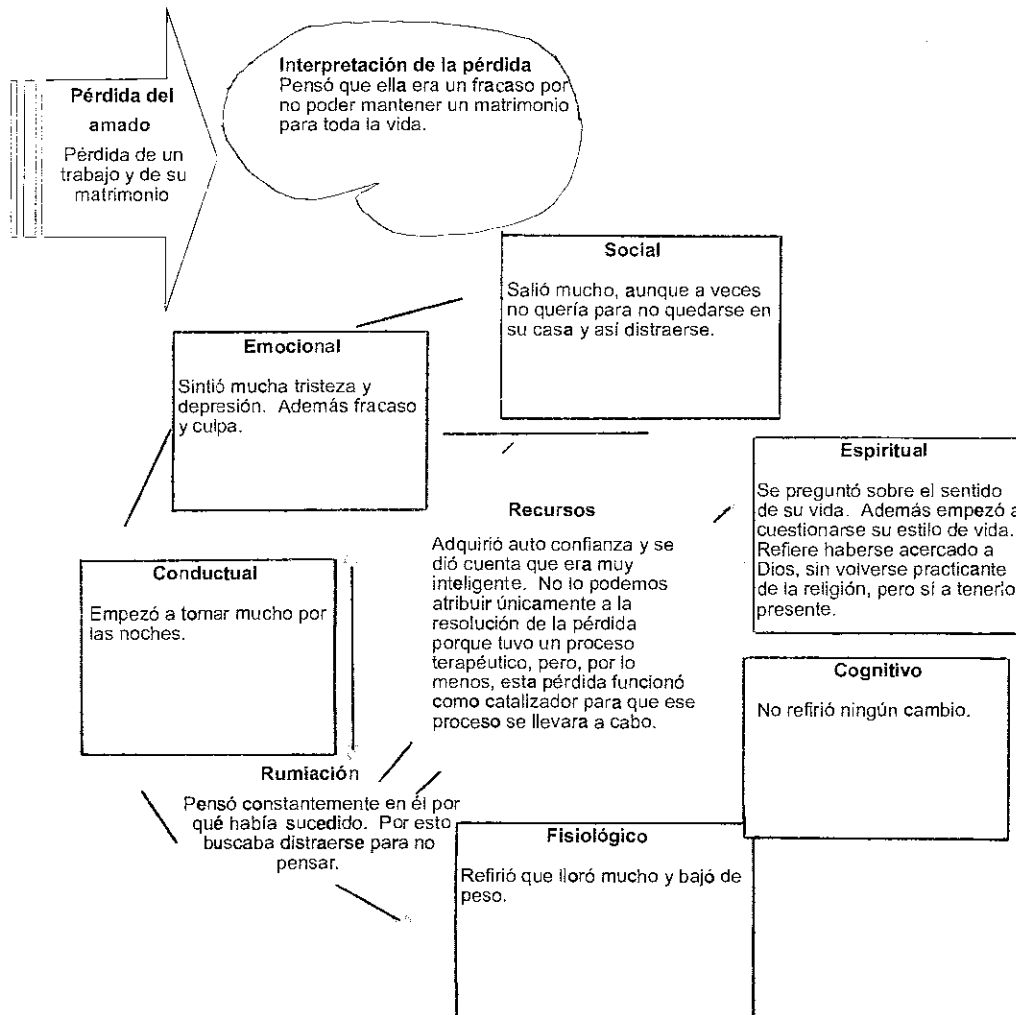 Pérdida del
amado
Pérdida de un
trabajo y de su
matrimonio
Interpretación de la pérdida
Pensó que ella era un fracaso por
no poder mantener un matrimonio
para toda la vida.
Social
Salió mucho, aunque a veces
no quería para no quedarse en
su casa y así distraerse.
Emocional
Sintió mucha tristeza y
depresión. Además fracaso
y culpa.
Espiritual
Se preguntó sobre el sentido
de su vida. Además empezó a
cuestionarse su estilo de vida.
Refiere haberse acercado a
Dios, sin volverse practicante
de la religión, pero sí a tenerlo
presente.
Recursos
Adquirió auto confianza y se
dió cuenta que era muy
inteligente. No lo podemos
atribuir únicamente a la
resolución de la pérdida
porque tuvo un proceso
terapéutico, pero, por lo
menos, esta pérdida funcionó
como catalizador para que ese
proceso se llevara a cabo.
Conductual
Empezó a tomar mucho por
las noches.
Cognitivo
No refirió ningún cambio.
Rumiación
Pensó constantemente en él por
qué había sucedido. Por esto
buscaba distraerse para no
pensar.
Fisiológico
Refirió que lloró mucho y bajó de
peso.